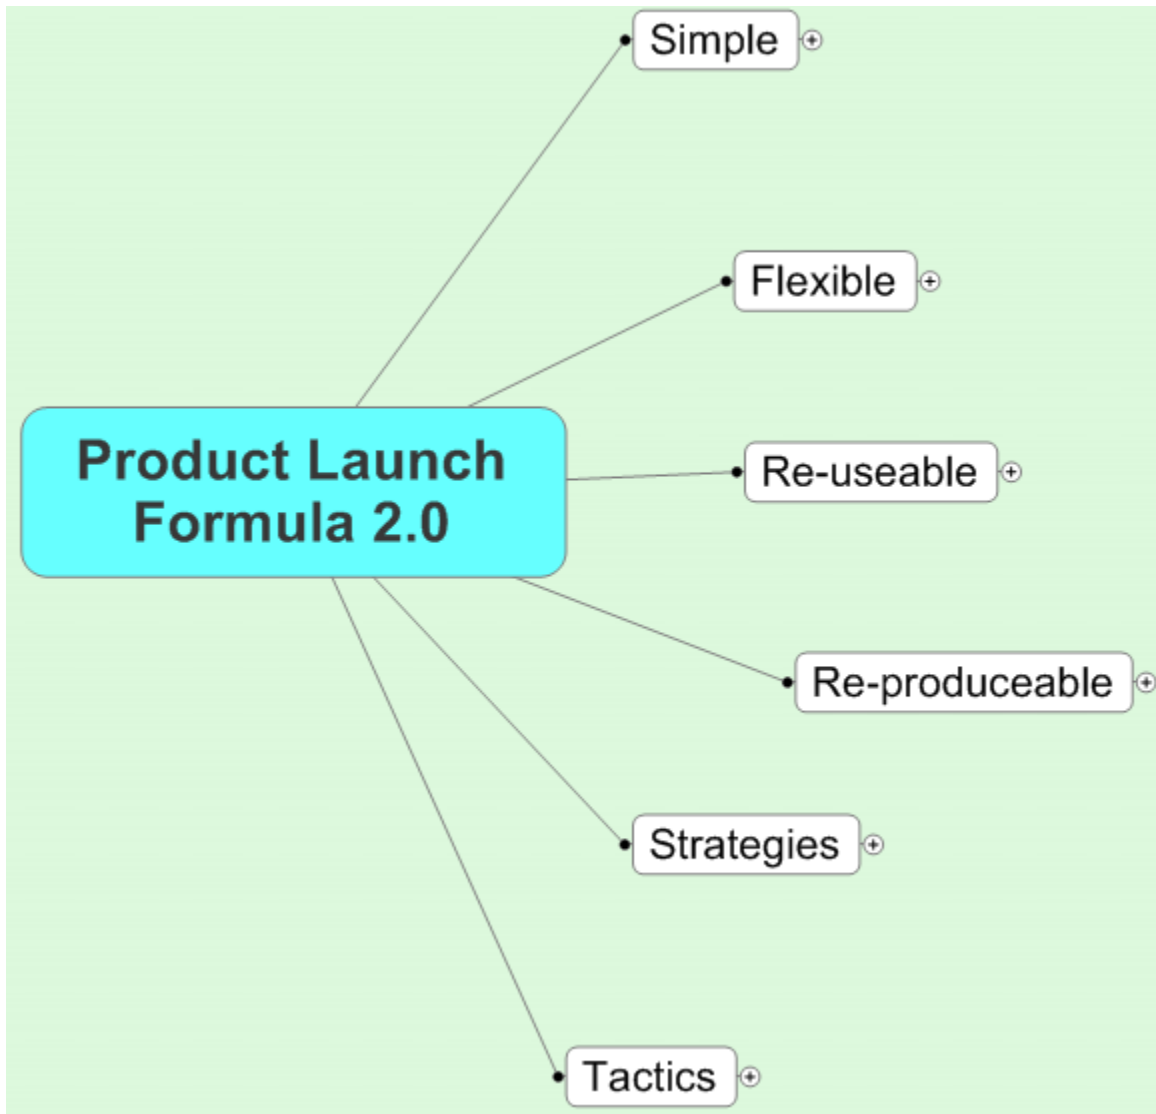 Simple
Flexible
Product Launch
Formula 2.0
Re-useable
Re-produceable
Strategies
Tactics